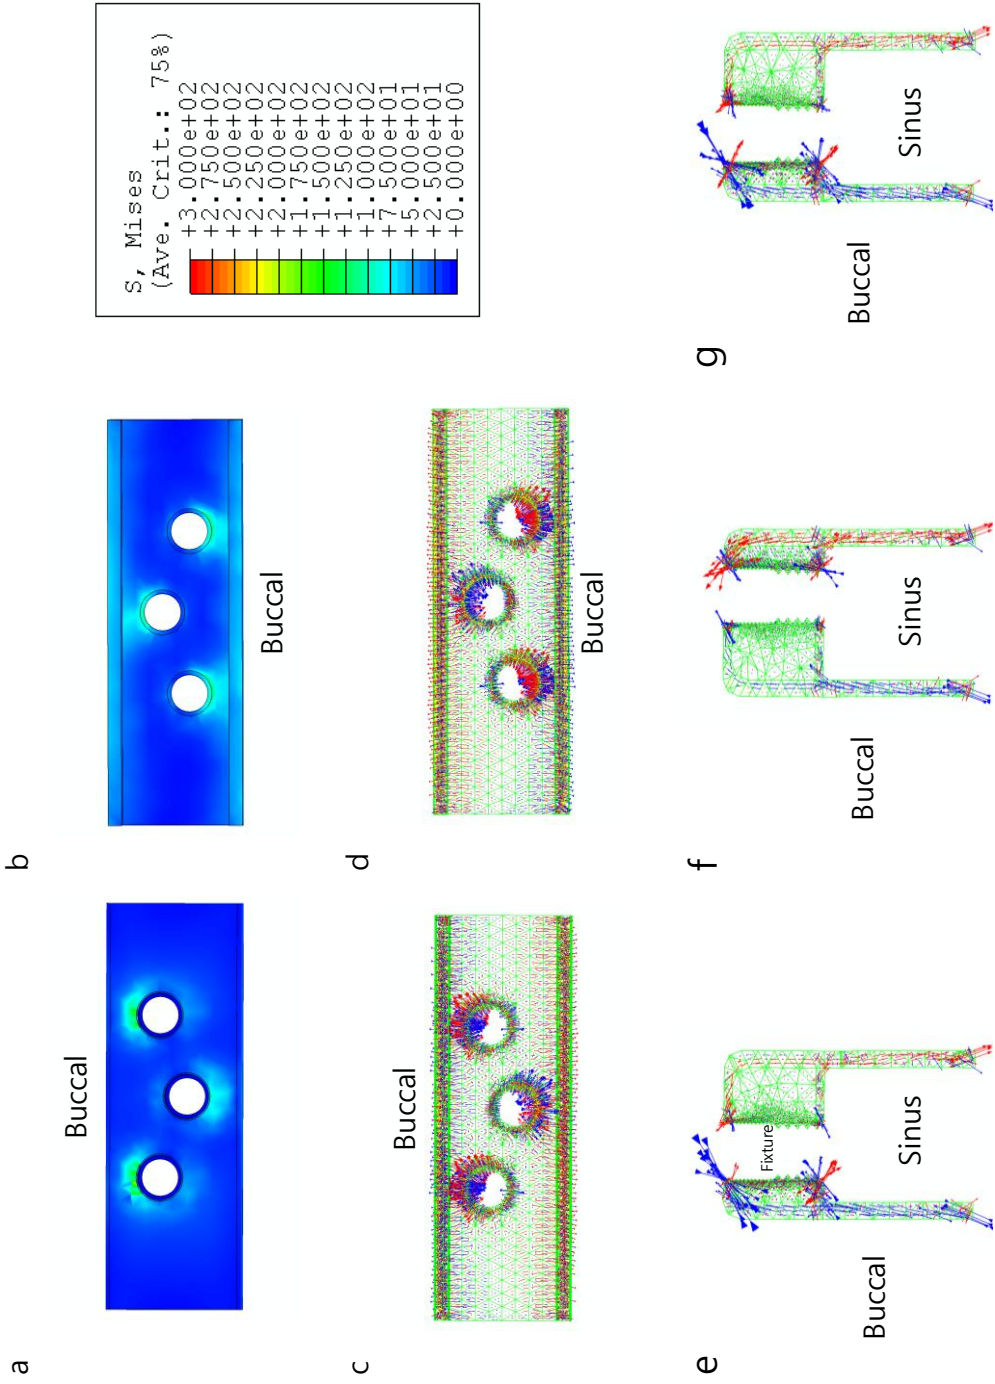 a
Buccal
b
S, Mises
(Ave. Crit.: 75%)
+3.000e+02
+2.750e+02
+2.500e+02
+2.250e+02
+2.000e+02
+1.750e+02
+1.500e+02
+1.250e+02
+1.000e+02
+7.500e+01
+5.000e+01
+2.500e+01
+0.000e+00
Buccal
c
Buccal
d
Buccal
e
Buccal
Fixture
Sinus
f
Buccal
Sinus
g
Buccal
Sinus